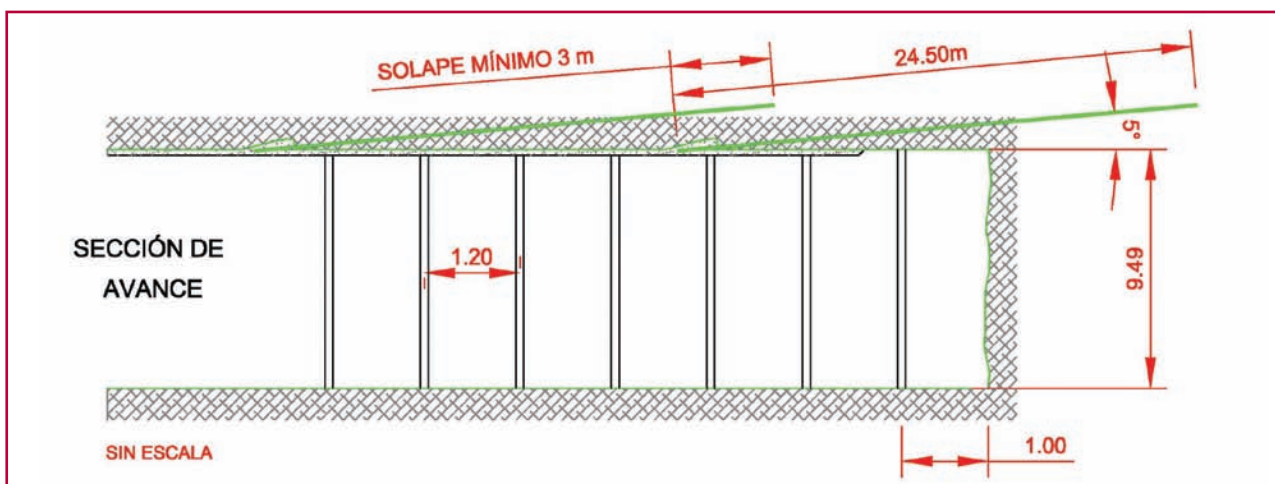 SOLAPE MÍNIMO 3 m
24.50m
5°
SECCIÓN DE
AVANCE
1.20
9.49
SIN ESCALA
1.00